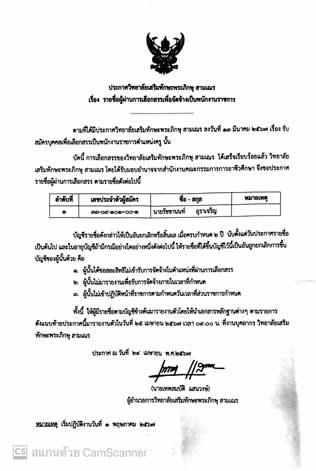 ประกาศวิทยาลัยเสริมทักษะพระภิกษุ สามเณร
เรื่อง รายชื่อผู้ผ่านการเลือกสรรเพื่อจัดจ้างเป็นพนักงานราชการ
ตามที่ได้มีประกาศวิทยาลัยเสริมทักษะพระภิกษุ สามเณร ลงวันที่ ๑๓ มีนาคม ๒๕๖๗ เรื่อง รับ
สมัครบุคคลเพื่อเลือกสรรเป็นพนักงานราชการตำแหน่งครู นั้น
บัดนี้ การเลือกสรรของวิทยาลัยเสริมทักษะพระภิกษุ สามเณร ได้เสร็จเรียบร้อยแล้ว วิทยาลัย
เสริมทักษะพระภิกษุ สามเณร โดยได้รับมอบอำนาจจากสำนักงานคณะกรรมการการอาชีวศึกษา จึงขอประกาศ
รายชื่อผู้ผ่านการเลือกสรร ตามรายชื่อดังต่อไปนี้
ลำดับที่ เลขประจำตัวผู้สมัคร ชื่อ - สกุล หมายเหตุ
๑ นายรัชชานนท์
บัญชีรายชื่อดังกล่าวให้เป็นอันยกเลิกหรือสิ้นผล เมื่อครบกำหนด ๒ ปี นับตั้งแต่วันประกาศรายชื่อ
เป็นต้นไป และในอายุบัญชีถ้ามีกรณีอย่างใดอย่างหนึ่งดังต่อไปนี้ ให้รายชื่อที่ได้ขึ้นบัญชีไว้นี้เป็นอันถูกยกเลิกการขึ้น
บัญชีของผู้นั้นด้วย คือ
๑. ผู้นั้นได้ขอสละสิทธิไม่เข้ารับการจัดจ้างในตำแหน่งที่ผ่านการเลือกสรร
๒. ผู้นั้นไม่มารายงานเพื่อรับการจัดจ้างภายในเวลาที่กำหนด
๓. ผู้นั้นไม่เข้าปฏิบัติหน้าที่ราชการตามกำหนดวันเวลาที่ส่วนราชการกำหนด
ทั้งนี้ ให้ผู้มีรายชื่อตามบัญชีข้างต้นมารายงานตัวโดยให้นำเอกสารหลักฐานต่างๆ ตามรายการ
ดังแนบท้ายประกาศนี้มารายงานตัวในวันที่ ๒๕ เมษายน ๒๕๖๗ เวลา ๐๙.๐๐ น. ที่งานบุคลากร วิทยาลัยเสริม
ทักษะพระภิกษุ สามเณร
ประกาศ ณ วันที่ ๒๔ เมษายน พ.ศ.๒๕๖๗
(นายเทพสมบัติ แสนวงษ์)
ผู้อำนวยการวิทยาลัยเสริมทักษะพระภิกษุ สามเณร
หมายเหตุ เริ่มปฏิบัติงานวันที่ ๑ พฤษภาคม ๒๕๖๗
CS สแกนด้วย CamScanner